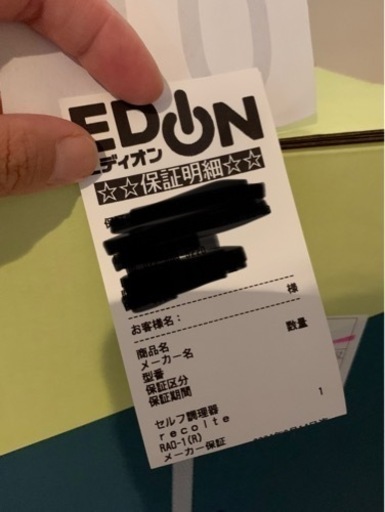 EDION
エディオン
☆☆保証明細☆☆
お客様名： 様
商品名 数量
メーカー名
型番
保証区分
保証期間
セルフ調理器 1
recolte
RAO-1(R)
メーカー保証